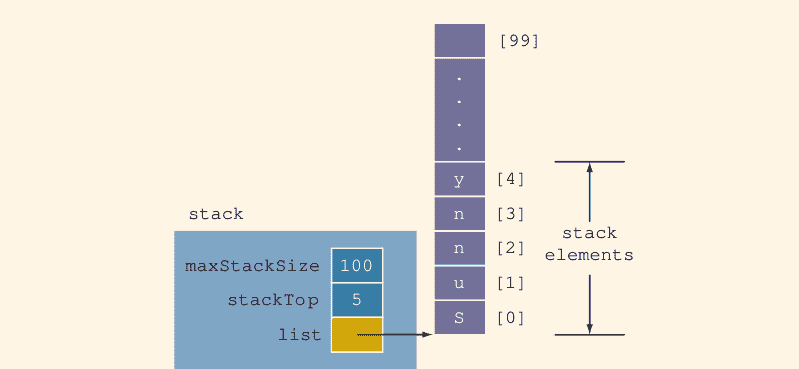 [99]
.
.
.
.
y [4]
n [3]
n [2]
u [1]
S [0]
stack
elements
stack
maxStackSize 100
stackTop 5
list